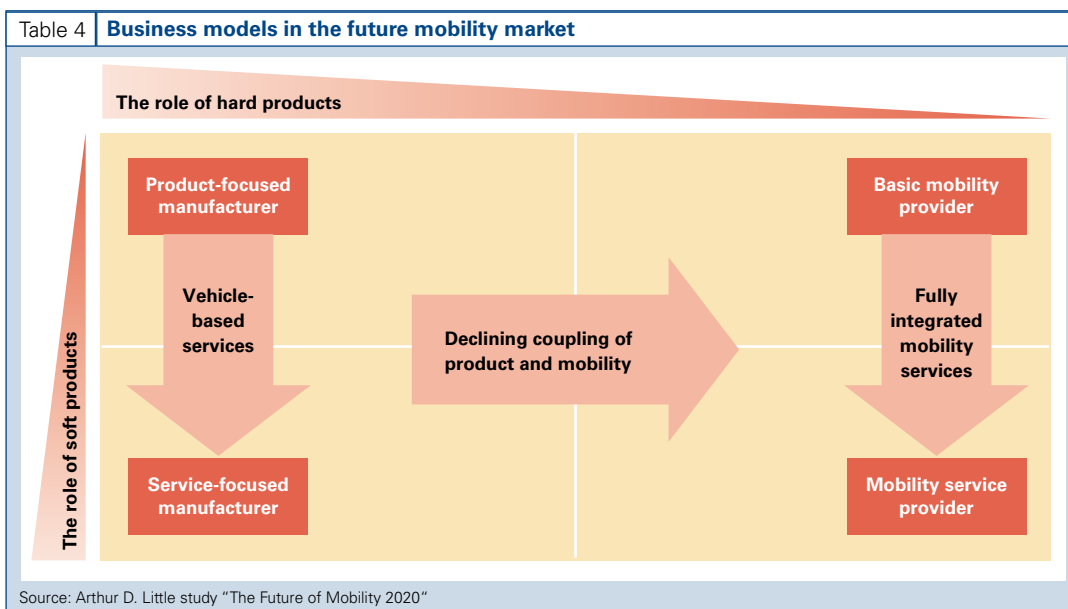 Table 4
Business models in the future mobility market
The role of hard products
The role of soft products
Product-focused
manufacturer
Basic mobility
provider
Vehicle-
based
services
Declining coupling of
product and mobility
Fully
integrated
mobility
services
Service-focused
manufacturer
Mobility service
provider
Source: Arthur D. Little study “The Future of Mobility 2020“